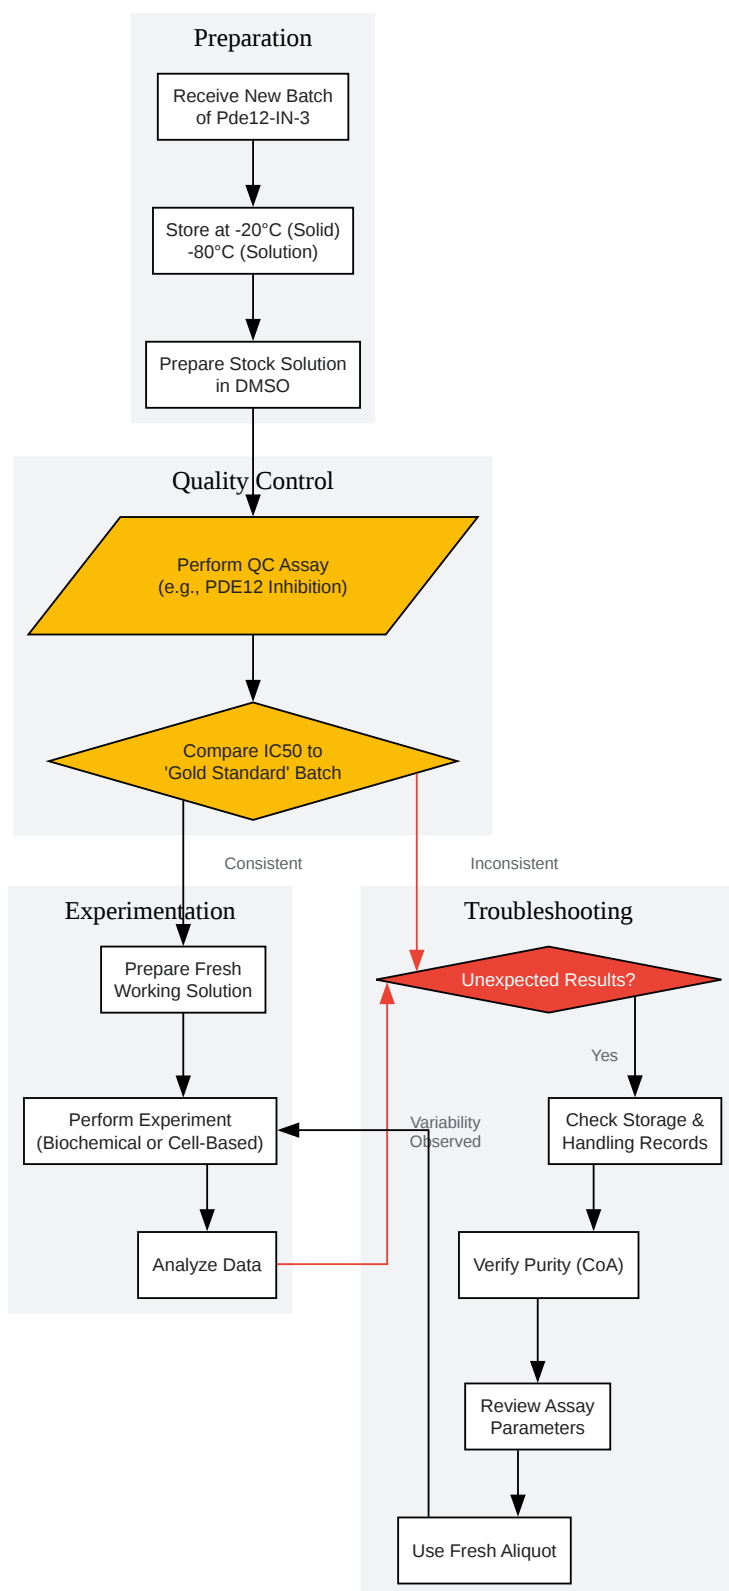 Preparation
Receive New Batch
of Pde12-IN-3
Store at -20°C (Solid)
-80°C (Solution)
Prepare Stock Solution
in DMSO
Quality Control
Perform QC Assay
(e.g., PDE12 Inhibition)
Compare IC50 to
'Gold Standard' Batch
Consistent
Inconsistent
Experimentation
Troubleshooting
Prepare Fresh
Working Solution
Unexpected Results?
Yes
Perform Experiment
(Biochemical or Cell-Based)
Variability
Observed
Check Storage &
Handling Records
Analyze Data
Verify Purity (CoA)
Review Assay
Parameters
Use Fresh Aliquot